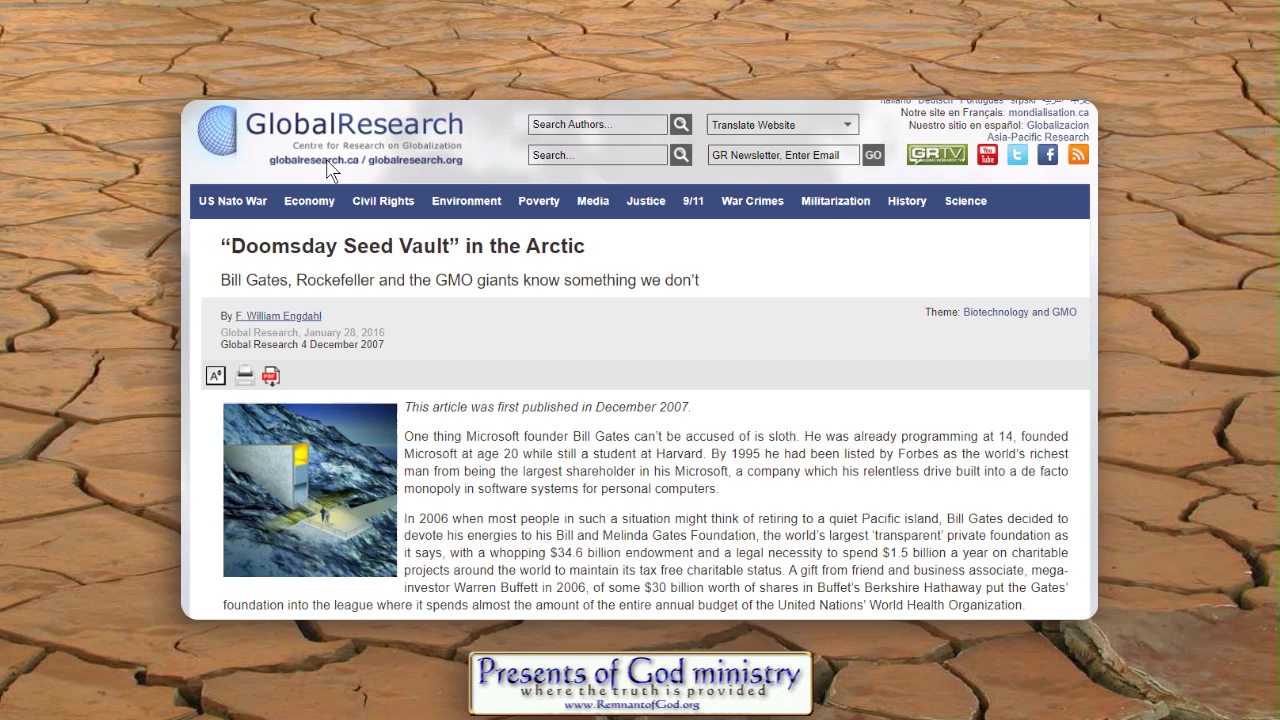 Notre site en Français: mondialisation.ca
Nuestro sitio en español: Globalizacion
Asia-Pacific Research
GlobalResearch
Centre for Research on Globalization
globalresearch.ca / globalresearch.org
Search Authors...
Translate Website
Search...
GR Newsletter, Enter Email
GO
GRTV
You
Tube
US Nato War Economy Civil Rights Environment Poverty Media Justice 9/11 War Crimes Militarization History Science
“Doomsday Seed Vault” in the Arctic
Bill Gates, Rockefeller and the GMO giants know something we don’t
By F. William Engdahl
Theme: Biotechnology and GMO
Global Research, January 28, 2016
Global Research 4 December 2007
A
PDF
This article was first published in December 2007.
One thing Microsoft founder Bill Gates can’t be accused of is sloth. He was already programming at 14, founded
Microsoft at age 20 while still a student at Harvard. By 1995 he had been listed by Forbes as the world’s richest
man from being the largest shareholder in his Microsoft, a company which his relentless drive built into a de facto
monopoly in software systems for personal computers.
In 2006 when most people in such a situation might think of retiring to a quiet Pacific island, Bill Gates decided to
devote his energies to his Bill and Melinda Gates Foundation, the world’s largest ‘transparent’ private foundation as
it says, with a whopping $34.6 billion endowment and a legal necessity to spend $1.5 billion a year on charitable
projects around the world to maintain its tax free charitable status. A gift from friend and business associate, mega-
investor Warren Buffett in 2006, of some $30 billion worth of shares in Buffet’s Berkshire Hathaway put the Gates’
foundation into the league where it spends almost the amount of the entire annual budget of the United Nations’ World Health Organization.
Presents of God ministry
where the truth is provided
www.RemnantofGod.org